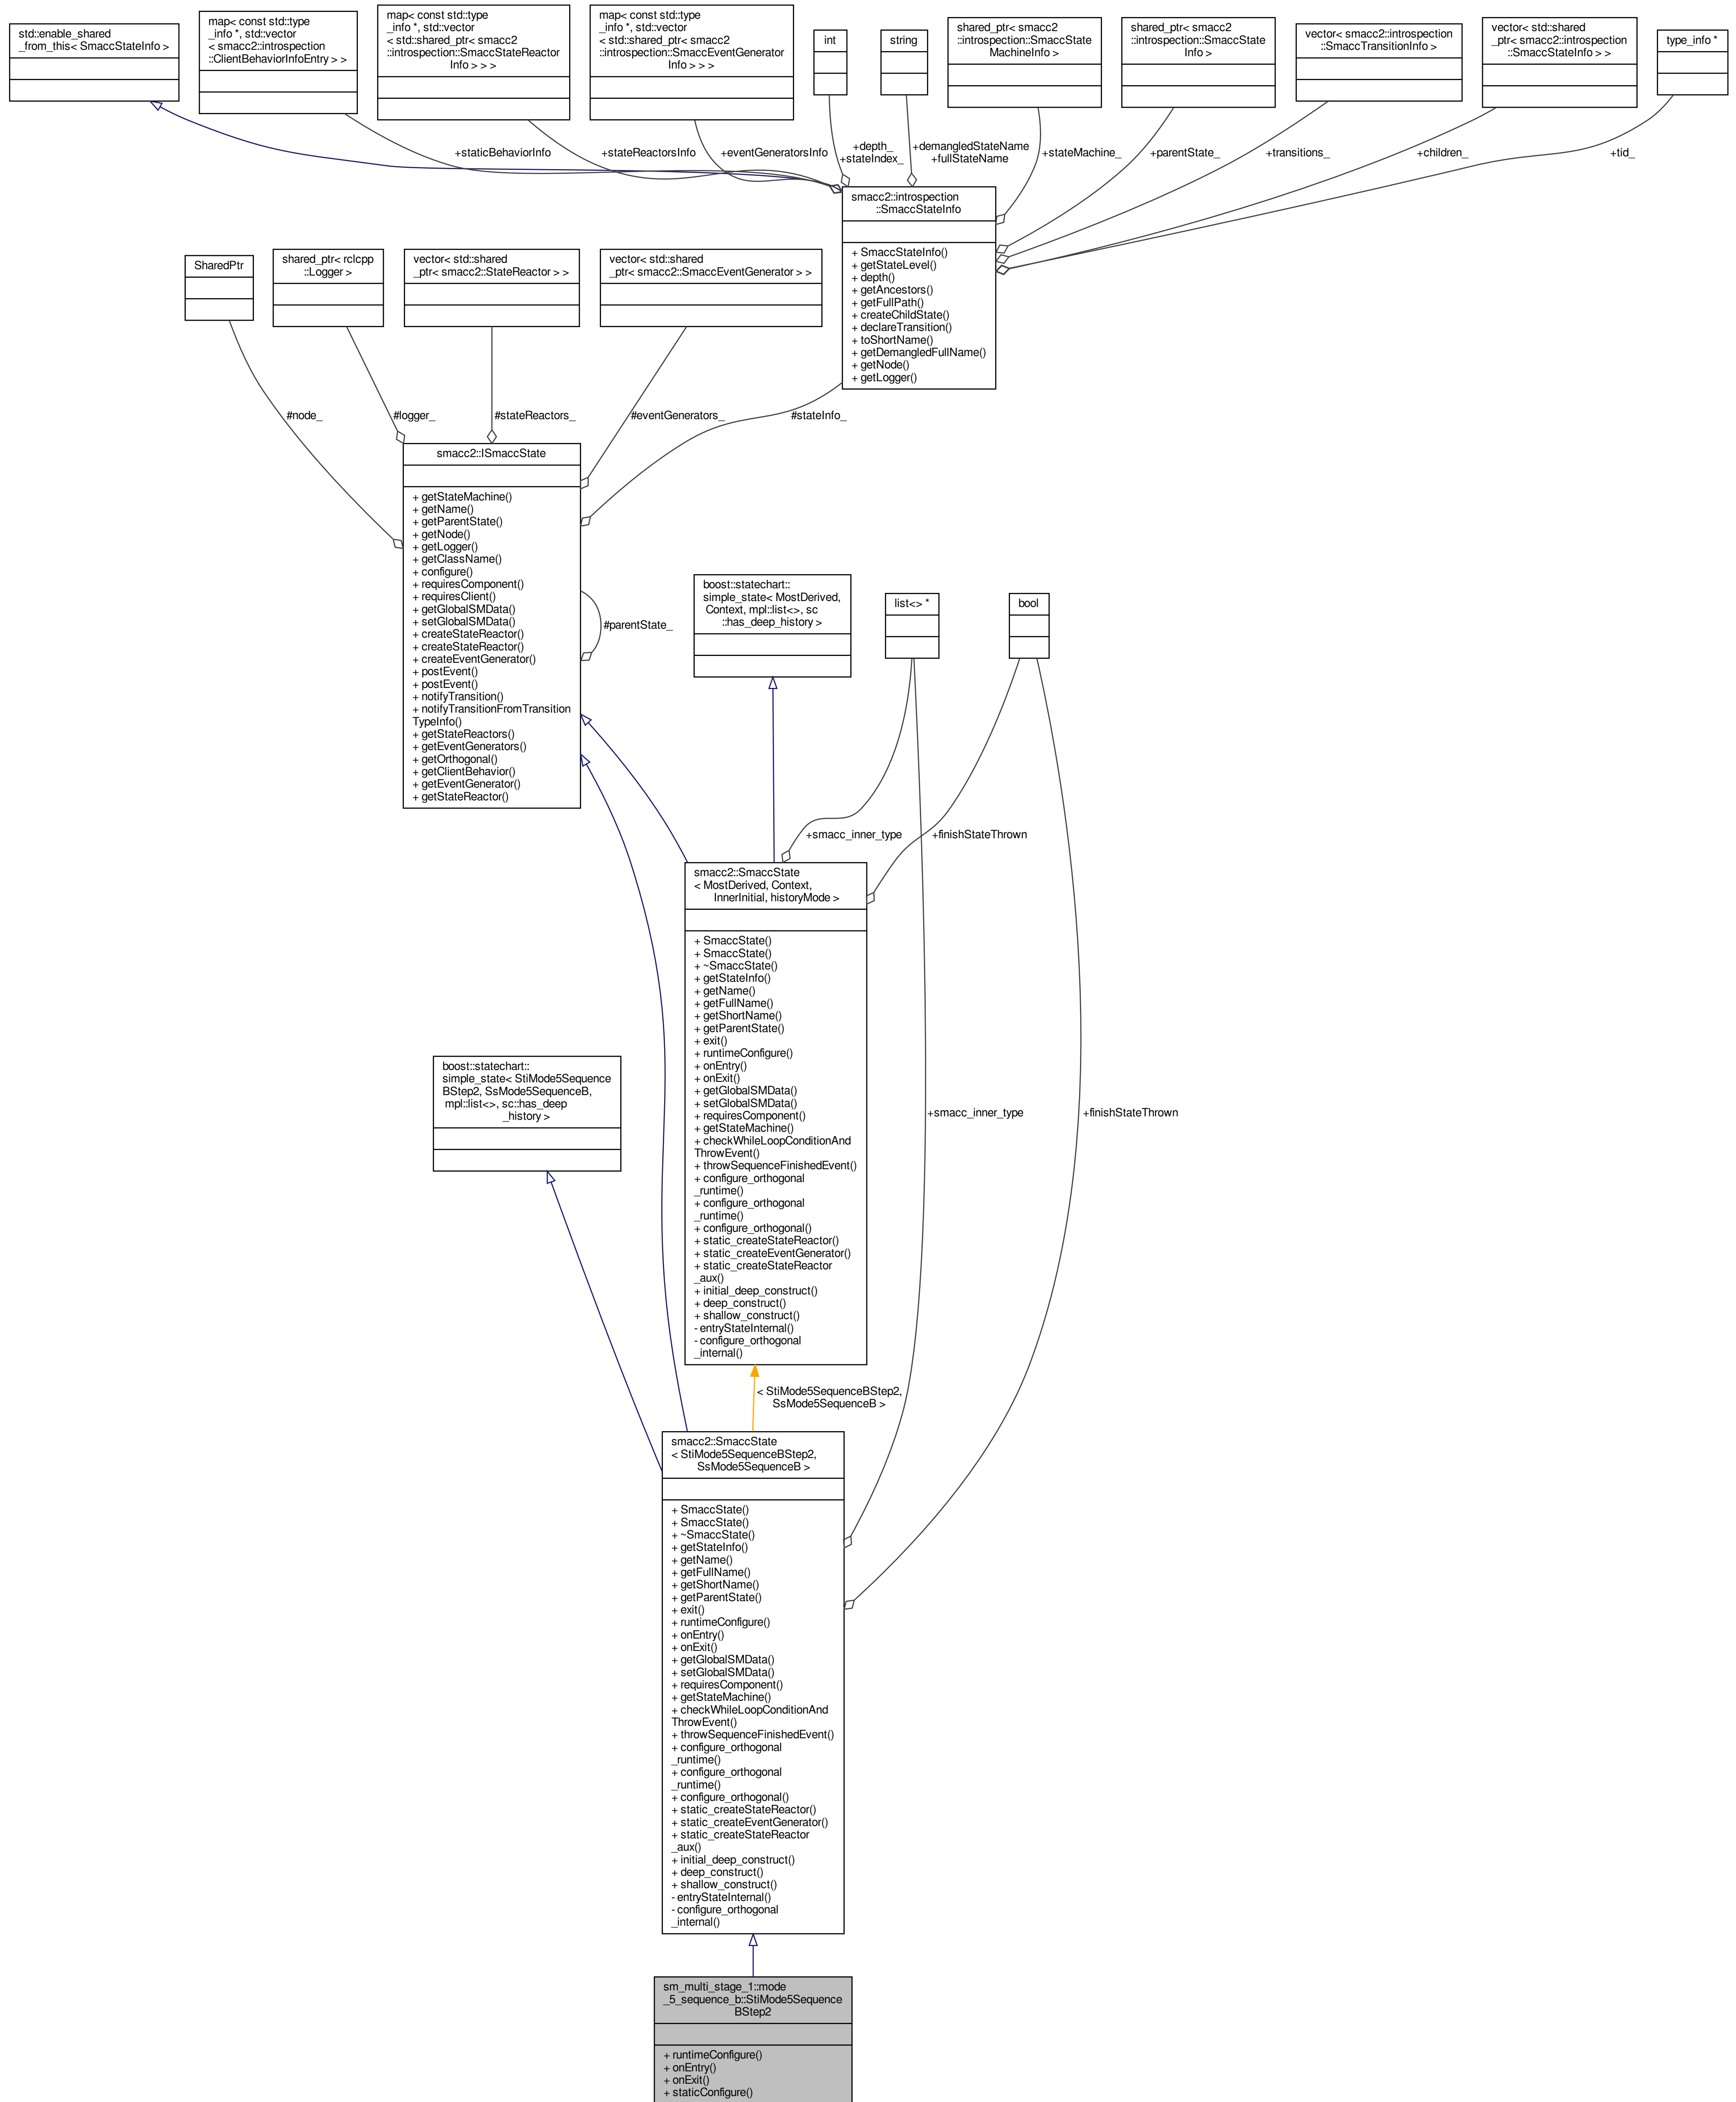 std::enable_shared
_from_this< SmaccStateInfo >
map< const std::type
_info *, std::vector
< smacc2::introspection
::ClientBehaviorInfoEntry > >
map< const std::type
_info *, std::vector
< std::shared_ptr< smacc2
::introspection::SmaccStateReactor
Info > > >
map< const std::type
_info *, std::vector
< std::shared_ptr< smacc2
::introspection::SmaccEventGenerator
Info > > >
int
string
shared_ptr< smacc2
::introspection::SmaccState
MachineInfo >
shared_ptr< smacc2
::introspection::SmaccState
Info >
vector< smacc2::introspection
::SmaccTransitionInfo >
vector< std::shared
_ptr< smacc2::introspection
::SmaccStateInfo > >
type_info *
+staticBehaviorInfo
+stateReactorsInfo
+eventGeneratorsInfo
+depth_
+stateIndex_
+demangledStateName
+fullStateName
+stateMachine_
+parentState_
+transitions_
+children_
+tid_
smacc2::introspection
::SmaccStateInfo
+ SmaccStateInfo()
+ getStateLevel()
+ depth()
+ getAncestors()
+ getFullPath()
+ createChildState()
+ declareTransition()
+ toShortName()
+ getDemangledFullName()
+ getNode()
+ getLogger()
SharedPtr
shared_ptr< rclcpp
::Logger >
vector< std::shared
_ptr< smacc2::StateReactor > >
vector< std::shared
_ptr< smacc2::SmaccEventGenerator > >
#node_
#logger_
#stateReactors_
#eventGenerators_
#stateInfo_
smacc2::ISmaccState
+ getStateMachine()
+ getName()
+ getParentState()
+ getNode()
+ getLogger()
+ getClassName()
+ configure()
+ requiresComponent()
+ requiresClient()
+ getGlobalSMData()
+ setGlobalSMData()
+ createStateReactor()
+ createStateReactor()
+ createEventGenerator()
+ postEvent()
+ postEvent()
+ notifyTransition()
+ notifyTransitionFromTransition
TypeInfo()
+ getStateReactors()
+ getEventGenerators()
+ getOrthogonal()
+ getClientBehavior()
+ getEventGenerator()
+ getStateReactor()
#parentState_
boost::statechart::
simple_state< MostDerived,
Context, mpl::list<>, sc
::has_deep_history >
list<> *
bool
+smacc_inner_type
+finishStateThrown
smacc2::SmaccState
< MostDerived, Context,
InnerInitial, historyMode >
+ SmaccState()
+ SmaccState()
+ ~SmaccState()
+ getStateInfo()
+ getName()
+ getFullName()
+ getShortName()
+ getParentState()
+ exit()
+ runtimeConfigure()
+ onEntry()
+ onExit()
+ getGlobalSMData()
+ setGlobalSMData()
+ requiresComponent()
+ getStateMachine()
+ checkWhileLoopConditionAnd
ThrowEvent()
+ throwSequenceFinishedEvent()
+ configure_orthogonal
_runtime()
+ configure_orthogonal
_runtime()
+ configure_orthogonal()
+ static_createStateReactor()
+ static_createEventGenerator()
+ static_createStateReactor
_aux()
+ initial_deep_construct()
+ deep_construct()
+ shallow_construct()
- entryStateInternal()
- configure_orthogonal
_internal()
boost::statechart::
simple_state< StiMode5Sequence
BStep2, SsMode5SequenceB,
mpl::list<>, sc::has_deep
_history >
+smacc_inner_type
+finishStateThrown
< StiMode5SequenceBStep2,
SsMode5SequenceB >
smacc2::SmaccState
< StiMode5SequenceBStep2,
SsMode5SequenceB >
+ SmaccState()
+ SmaccState()
+ ~SmaccState()
+ getStateInfo()
+ getName()
+ getFullName()
+ getShortName()
+ getParentState()
+ exit()
+ runtimeConfigure()
+ onEntry()
+ onExit()
+ getGlobalSMData()
+ setGlobalSMData()
+ requiresComponent()
+ getStateMachine()
+ checkWhileLoopConditionAnd
ThrowEvent()
+ throwSequenceFinishedEvent()
+ configure_orthogonal
_runtime()
+ configure_orthogonal
_runtime()
+ configure_orthogonal()
+ static_createStateReactor()
+ static_createEventGenerator()
+ static_createStateReactor
_aux()
+ initial_deep_construct()
+ deep_construct()
+ shallow_construct()
- entryStateInternal()
- configure_orthogonal
_internal()
sm_multi_stage_1::mode
_5_sequence_b::StiMode5Sequence
BStep2
+ runtimeConfigure()
+ onEntry()
+ onExit()
+ staticConfigure()